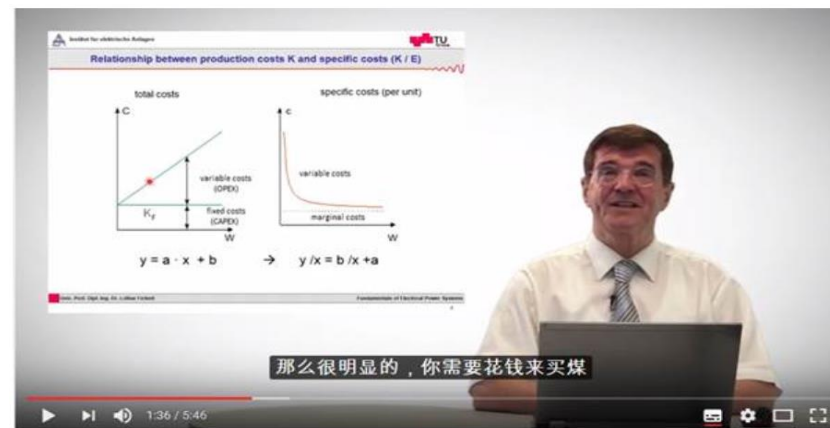 Institut für elektrische Anlagen
TU
Relationship between production costs K and specific costs (K / E)
total costs
specific costs (per unit)
C
c
variable costs
(OPEX)
variable costs
K_F
fixed costs
(CAPEX)
marginal costs
W
W
y = a · x + b → y /x = b /x +a
Fundamentals of Electrical Power Systems
那么很明显的，你需要花钱来买煤
1:36 / 5:46